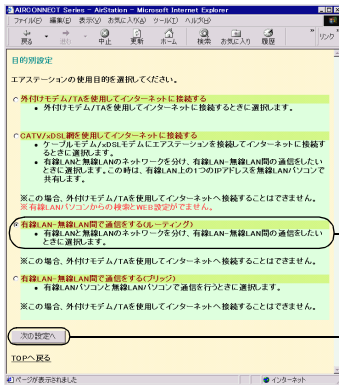 AIRCONNECT Series - AirStation - Microsoft Internet Explorer
ファイル(F) 編集(E) 表示(V) お気に入り(A) ツール(T) ヘルプ(H)
戻る 進む 中止 更新 ホーム 検索 お気に入り 履歴 » リンク »
目的別設定
エアステーションの使用目的を選択してください。
外付けモデム/TAを使用してインターネットに接続する
• 外付けモデム/TAを使用してインターネットに接続するときに選択します。
CATV/xDSL網を使用してインターネットに接続する
• ケーブルモデム/xDSLモデムにエアステーションを接続してインターネットに接続するときに選択します。
• 有線LANと無線LANのネットワークを分け、有線LAN-無線LAN間の通信をしたいときに選択します。この時は、有線LAN上の1つのIPアドレスを無線LANパソコンで共有します。
※この場合、外付けモデム/TAを使用してインターネットへ接続することはできません。
※有線LANパソコンからの検索とWEB設定ができません。
有線LAN-無線LAN間で通信をする(ルーティング)
• 有線LANと無線LANのネットワークを分け、有線LAN-無線LAN間の通信をしたいときに選択します。
※この場合、外付けモデム/TAを使用してインターネットへ接続することはできません。
有線LAN-無線LAN間で通信をする(ブリッジ)
• 有線LANパソコンと無線LANパソコンで通信を行うときに選択します。
※この場合、外付けモデム/TAを使用してインターネットへ接続することはできません。
次の設定へ
TOPへ戻る
ページが表示されました インターネット